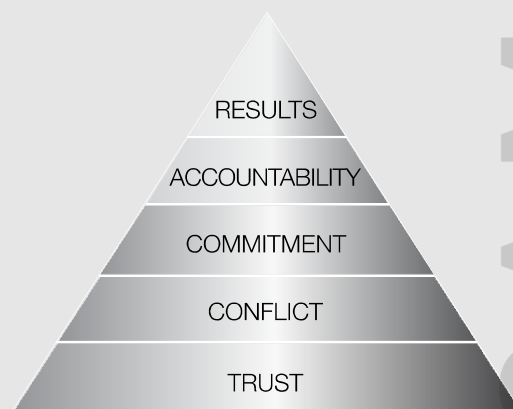 RESULTS
ACCOUNTABILITY
COMMITMENT
CONFLICT
TRUST